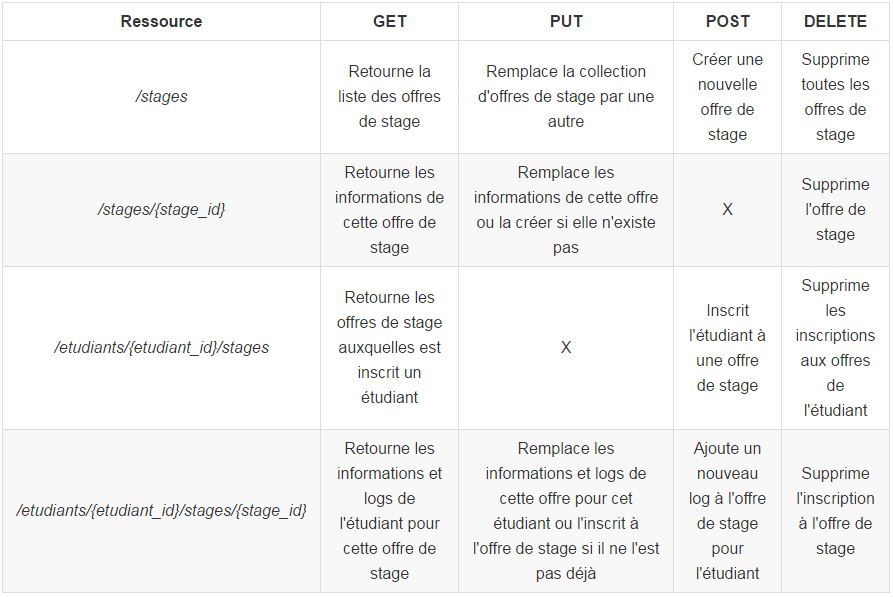 Ressource GET PUT POST DELETE
/stages
Retourne la
liste des offres
de stage
Remplace la collection
d'offres de stage par une
autre
Créer une
nouvelle
offre de
stage
Supprime
toutes les
offres de
stage
/stages/{stage_id}
Retourne les
informations de
cette offre de
stage
Remplace les
informations de cette offre
ou la créer si elle n'existe
pas
X
Supprime
l'offre de
stage
/etudiants/{etudiant_id}/stages
Retourne les
offres de stage
auxquelles est
inscrit un
étudiant
X
Inscrit
l'étudiant à
une offre
de stage
Supprime
les
inscriptions
aux offres
de
l'étudiant
/etudiants/{etudiant_id}/stages/{stage_id}
Retourne les
informations et
logs de
l'étudiant pour
cette offre de
stage
Remplace les
informations et logs de
cette offre pour cet
étudiant ou l'inscrit à
l'offre de stage si il ne l'est
pas déjà
Ajoute un
nouveau
log à l'offre
de stage
pour
l'étudiant
Supprime
l'inscription
à l'offre de
stage